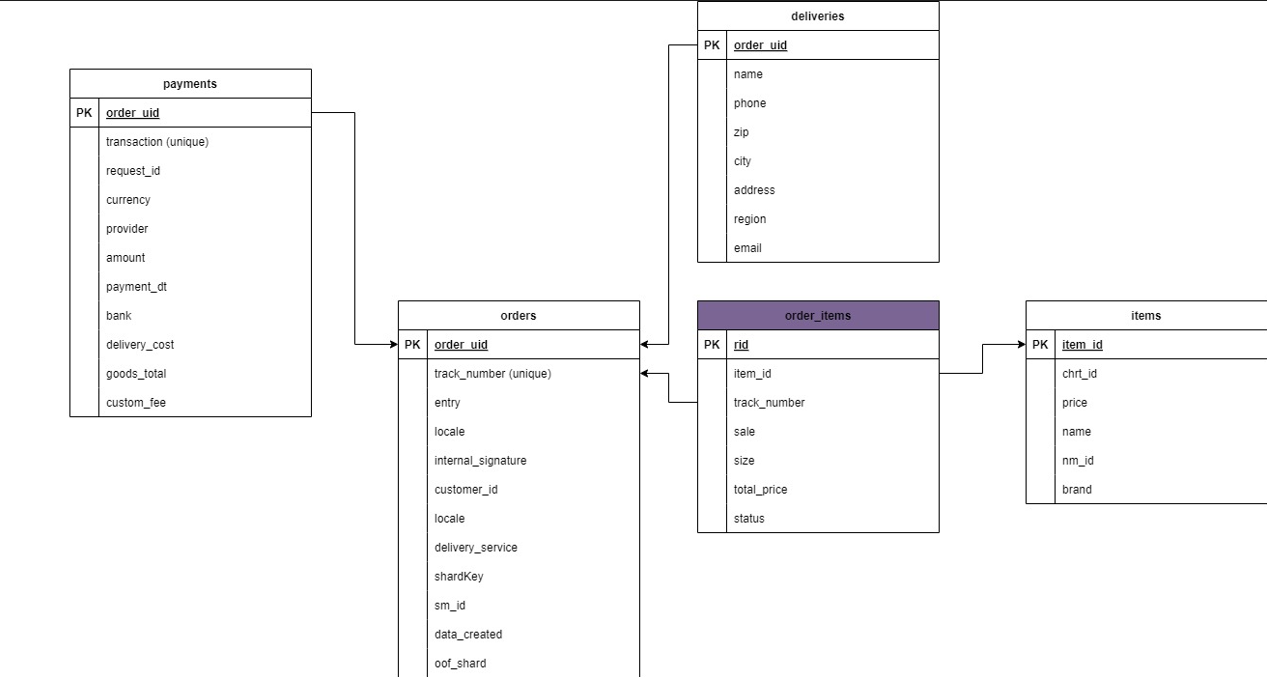 deliveries
PK order_uid
name
phone
zip
city
address
region
email
payments
PK order_uid
transaction (unique)
request_id
currency
provider
amount
payment_dt
bank
delivery_cost
goods_total
custom_fee
orders
PK order_uid
track_number (unique)
entry
locale
internal_signature
customer_id
locale
delivery_service
shardKey
sm_id
data_created
oof_shard
order_items
PK rid
item_id
track_number
sale
size
total_price
status
items
PK item_id
chrt_id
price
name
nm_id
brand